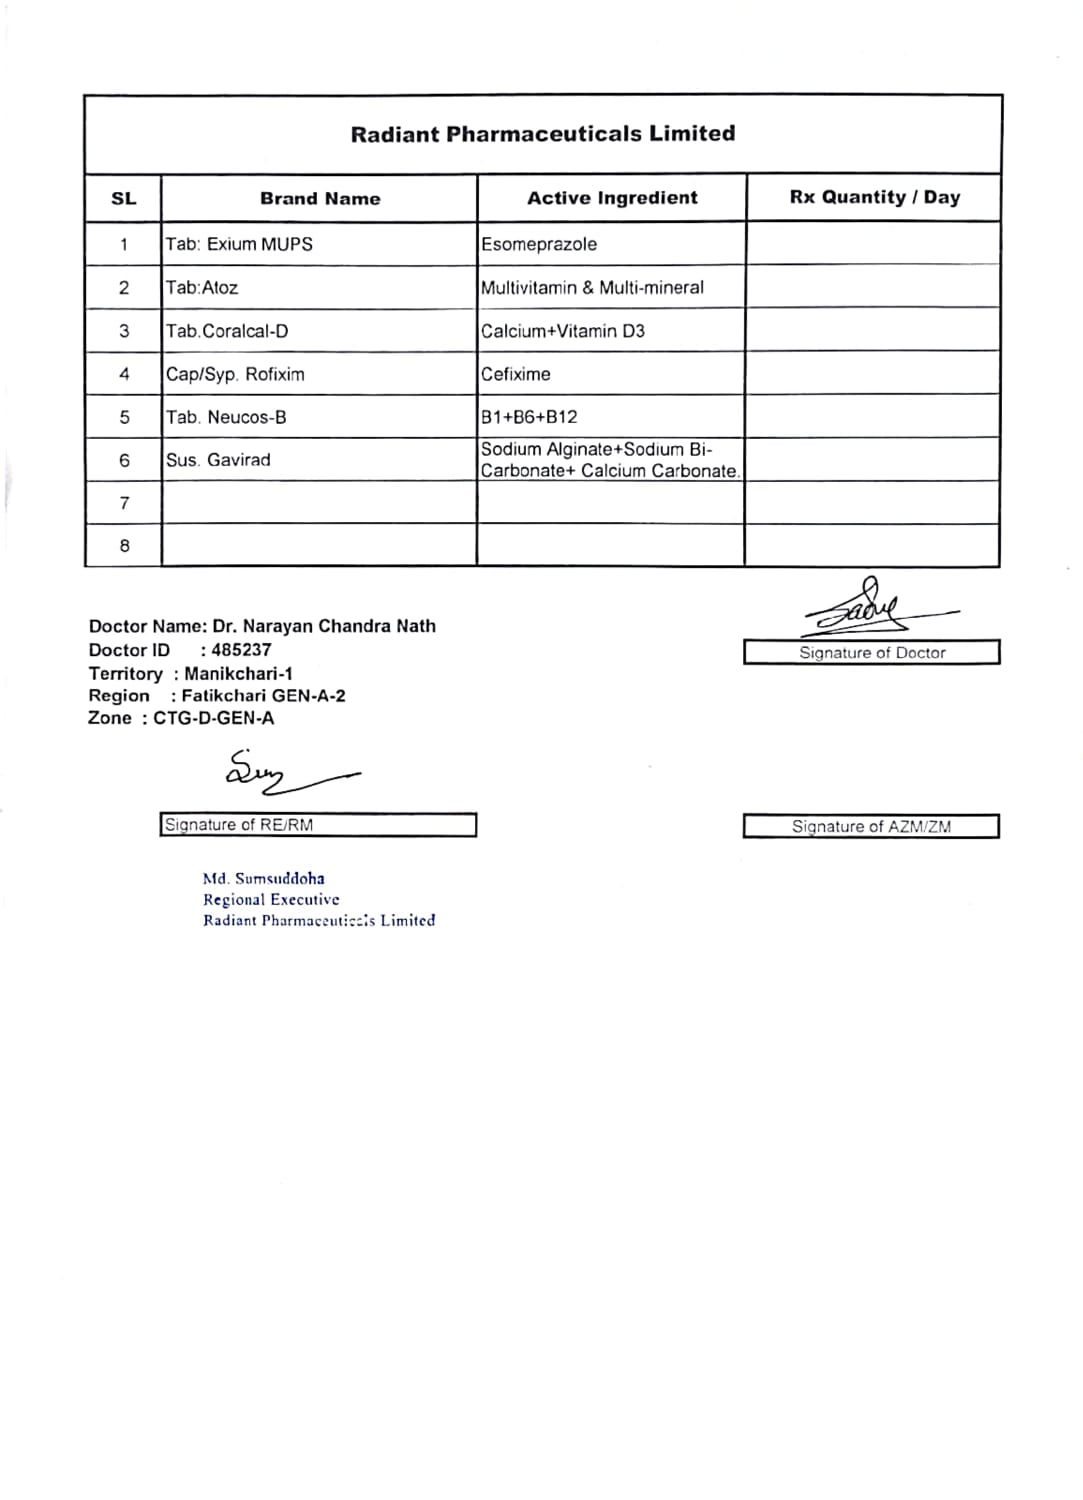 Radiant Pharmaceuticals Limited
SL Brand Name Active Ingredient Rx Quantity / Day
1 Tab: Exium MUPS Esomeprazole
2 Tab:Atoz Multivitamin & Multi-mineral
3 Tab.Coralcal-D Calcium+Vitamin D3
4 Cap/Syp. Rofixim Cefixime
5 Tab. Neucos-B B1+B6+B12
6 Sus. Gavirad Sodium Alginate+Sodium Bi-
Carbonate+ Calcium Carbonate.
7
8
Doctor Name: Dr. Narayan Chandra Nath
Doctor ID : 485237
Territory : Manikchari-1
Region : Fatikchari GEN-A-2
Zone : CTG-D-GEN-A
Signature of Doctor
Signature of RE/RM
Signature of AZM/ZM
Md. Sumsuddoha
Regional Executive
Radiant Pharmaceuticals Limited